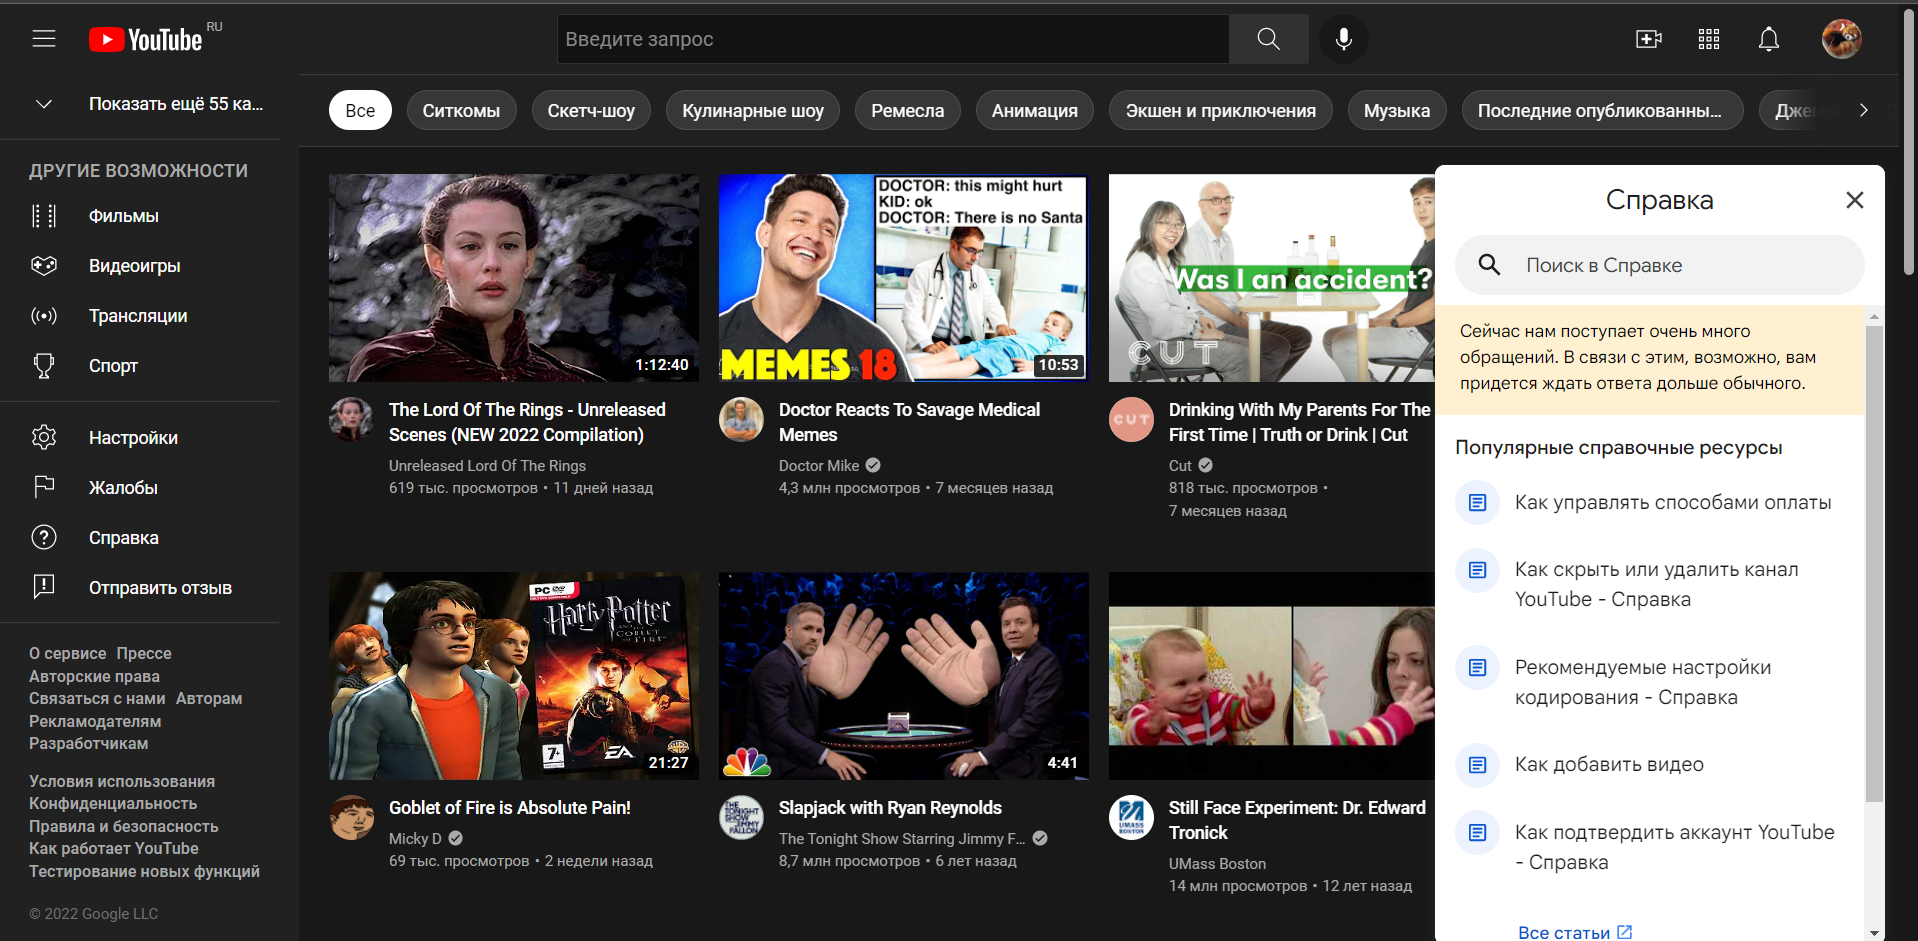 YouTube RU
Введите запрос
Показать ещё 55 ка...
ДРУГИЕ ВОЗМОЖНОСТИ
Фильмы
Видеоигры
Трансляции
Спорт
Настройки
Жалобы
Справка
Отправить отзыв
О сервисе Прессе
Авторские права
Связаться с нами Авторам
Рекламодателям
Разработчикам
Условия использования
Конфиденциальность
Правила и безопасность
Как работает YouTube
Тестирование новых функций
© 2022 Google LLC
Все Ситкомы Скетч-шоу Кулинарные шоу Ремесла Анимация Экшен и приключения Музыка Последние опубликованны...
1:12:40
The Lord Of The Rings - Unreleased
Scenes (NEW 2022 Compilation)
Unreleased Lord Of The Rings
619 тыс. просмотров • 11 дней назад
DOCTOR: this might hurt
KID: ok
DOCTOR: There is no Santa
MEMES 18
10:53
Doctor Reacts To Savage Medical
Memes
Doctor Mike
4,3 млн просмотров • 7 месяцев назад
Was I an accident?
CUT
CUT
Drinking With My Parents For The
First Time | Truth or Drink | Cut
Cut
818 тыс. просмотров •
7 месяцев назад
PC DVD
Harry Potter
AND THE
GOBLET OF FIRE
7+
EA
21:27
Goblet of Fire is Absolute Pain!
Micky D
69 тыс. просмотров • 2 недели назад
4:41
THE
TONIGHT
SHOW
JIMMY
FALLON
Slapjack with Ryan Reynolds
The Tonight Show Starring Jimmy F...
8,7 млн просмотров • 6 лет назад
UMASS
BOSTON
Still Face Experiment: Dr. Edward
Tronick
UMass Boston
14 млн просмотров • 12 лет назад
Справка
Поиск в Справке
Сейчас нам поступает очень много
обращений. В связи с этим, возможно, вам
придется ждать ответа дольше обычного.
Популярные справочные ресурсы
Как управлять способами оплаты
Как скрыть или удалить канал
YouTube - Справка
Рекомендуемые настройки
кодирования - Справка
Как добавить видео
Как подтвердить аккаунт YouTube
- Справка
Все статьи